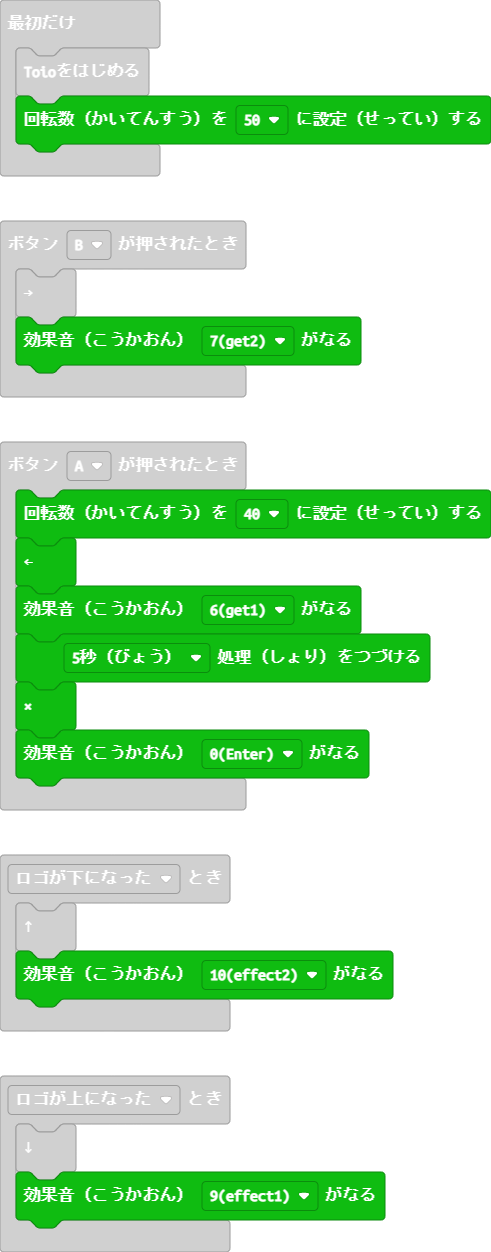 最初だけ
Toioをはじめる
回転数（かいてんすう）を 50 に設定（せってい）する
ボタン B が押されたとき
→
効果音（こうかおん） 7(get2) がなる
ボタン A が押されたとき
回転数（かいてんすう）を 40 に設定（せってい）する
←
効果音（こうかおん） 6(get1) がなる
5秒（びょう） 処理（しょり）をつづける
×
効果音（こうかおん） 0(Enter) がなる
ロゴが下になった とき
↑
効果音（こうかおん） 10(effect2) がなる
ロゴが上になった とき
↓
効果音（こうかおん） 9(effect1) がなる